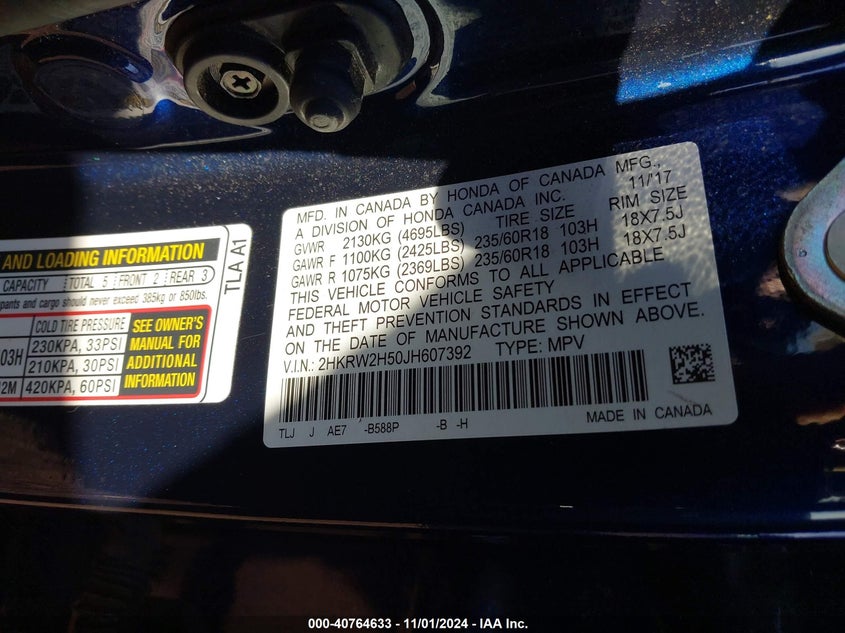 MFD. IN CANADA BY HONDA OF CANADA MFG.,
A DIVISION OF HONDA CANADA INC. 11/'17
GVWR 2130KG (4695LBS) TIRE SIZE RIM SIZE
GAWR F 1100KG (2425LBS) 235/60R18 103H 18X7.5J
GAWR R 1075KG (2369LBS) 235/60R18 103H 18X7.5J
THIS VEHICLE CONFORMS TO ALL APPLICABLE
FEDERAL MOTOR VEHICLE SAFETY
AND THEFT PREVENTION STANDARDS IN EFFECT
ON THE DATE OF MANUFACTURE SHOWN ABOVE.
V.I.N.: 2HKRW2H50JH607392 TYPE: MPV
TLJ J AE7 -B588P -B -H MADE IN CANADA
AND LOADING INFORMATION
CAPACITY TOTAL 5 FRONT 2 REAR 3
pants and cargo should never exceed 385kg or 850lbs.
COLD TIRE PRESSURE
03H 230KPA, 33PSI
210KPA, 30PSI
2M 420KPA, 60PSI
SEE OWNER'S
MANUAL FOR
ADDITIONAL
INFORMATION
TLA A1
000-40764633 - 11/01/2024 - IAA Inc.